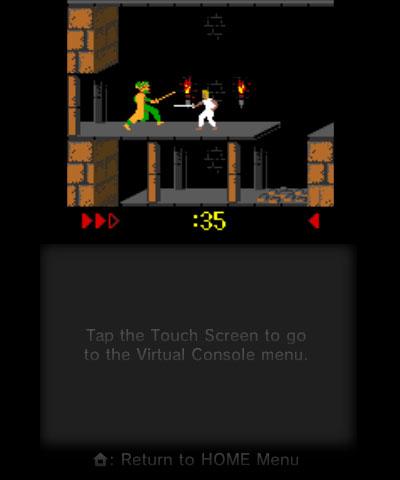 :35
Tap the Touch Screen to go
to the Virtual Console menu.
: Return to HOME Menu